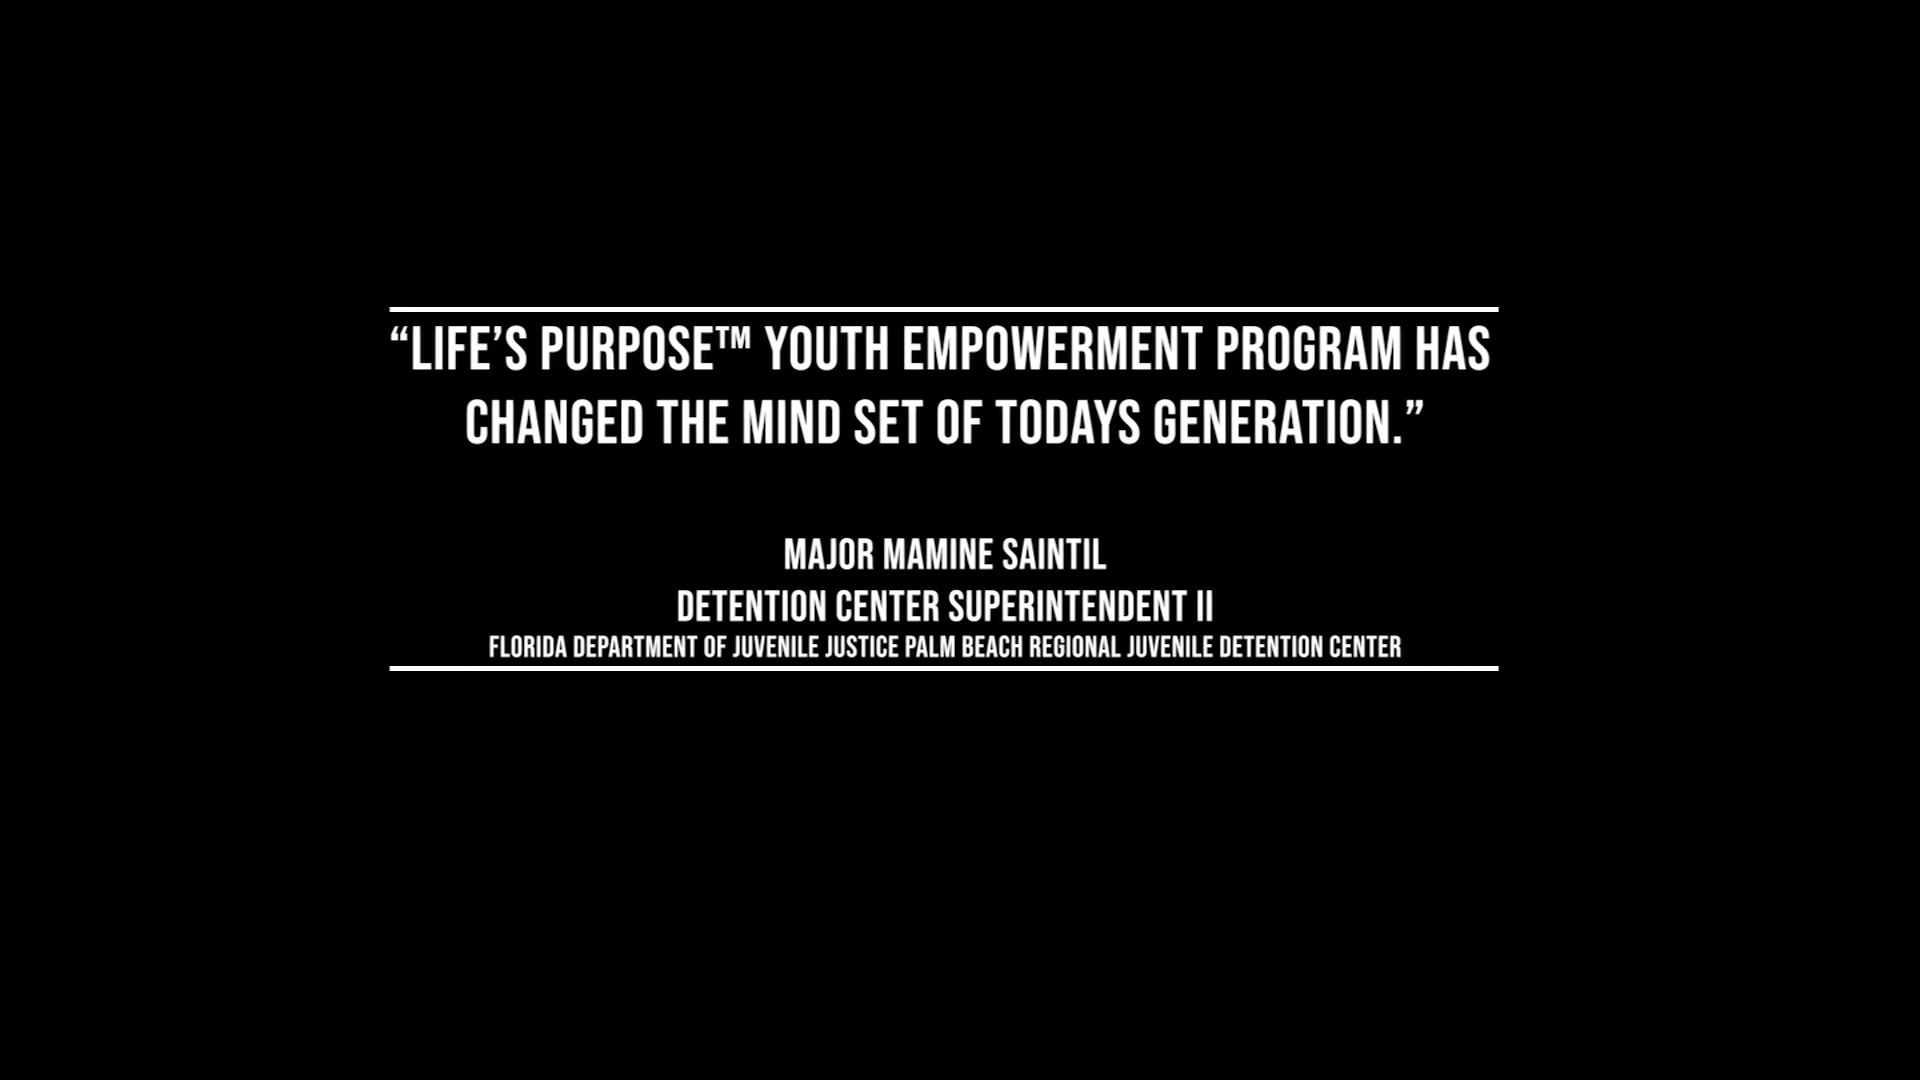 “LIFE’S PURPOSE™ YOUTH EMPOWERMENT PROGRAM HAS
CHANGED THE MIND SET OF TODAYS GENERATION.”
MAJOR MAMINE SAINTIL
DETENTION CENTER SUPERINTENDENT II
FLORIDA DEPARTMENT OF JUVENILE JUSTICE PALM BEACH REGIONAL JUVENILE DETENTION CENTER